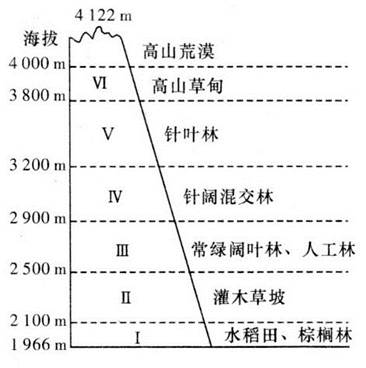 4 122 m
海拔
高山荒漠
4 000 m
Ⅵ 高山草甸
3 800 m
Ⅴ 针叶林
3 200 m
Ⅳ 针阔混交林
2 900 m
Ⅲ 常绿阔叶林、人工林
2 500 m
Ⅱ 灌木草坡
2 100 m
Ⅰ 水稻田、棕榈林
1 966 m